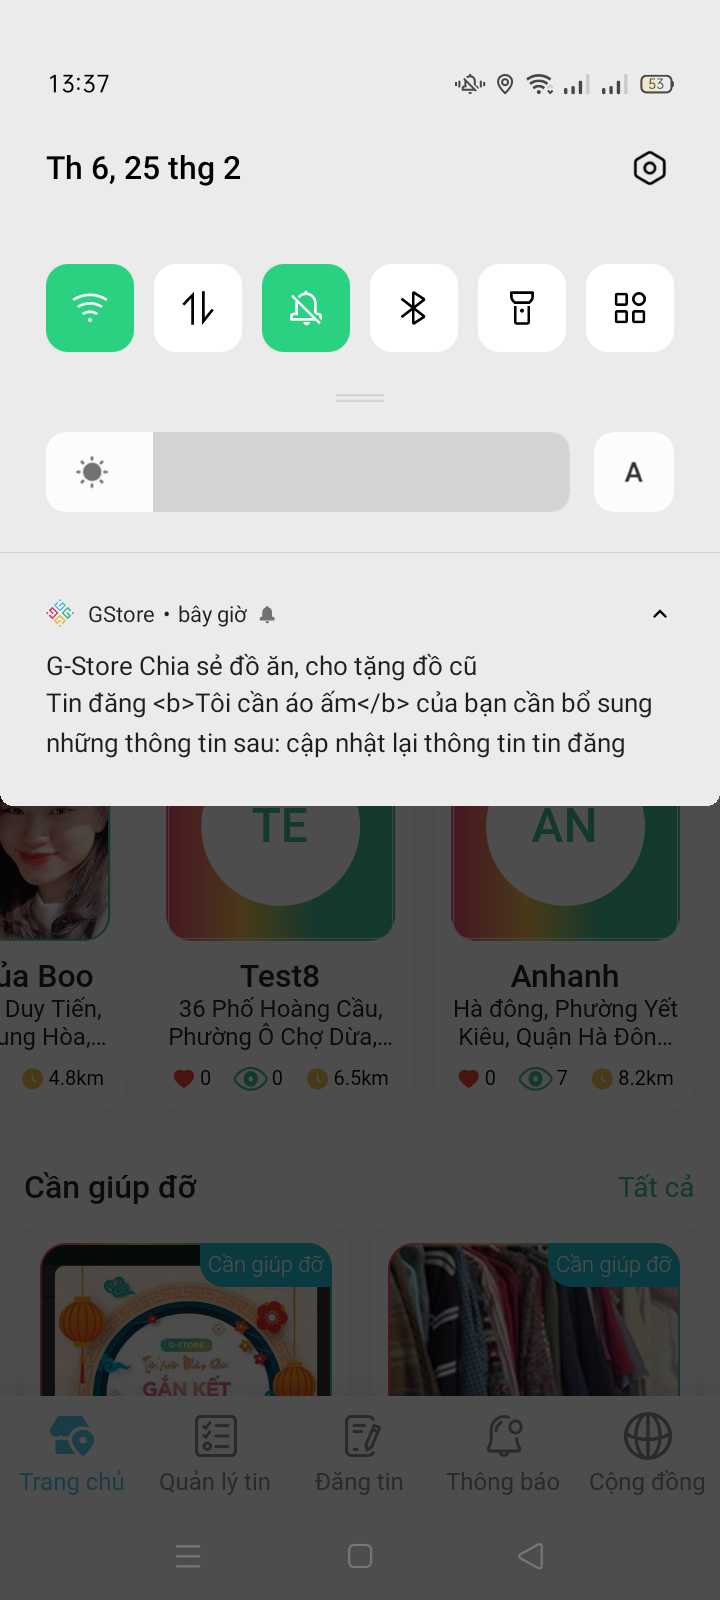 13:37
53
Th 6, 25 thg 2
A
GStore • bây giờ
G-Store Chia sẻ đồ ăn, cho tặng đồ cũ
Tin đăng <b>Tôi cần áo ấm</b> của bạn cần bổ sung
những thông tin sau: cập nhật lại thông tin tin đăng
TE
AN
ủa Boo
Test8
Anhanh
Duy Tiến,
36 Phố Hoàng Cầu,
Hà đông, Phường Yết
ung Hòa,...
Phường Ô Chợ Dừa,...
Kiêu, Quận Hà Đôn...
4.8km
0
0
6.5km
0
7
8.2km
Cần giúp đỡ
Tất cả
Cần giúp đỡ
Cần giúp đỡ
G-STORE
GẮN KẾT
Trang chủ
Quản lý tin
Đăng tin
Thông báo
Cộng đồng